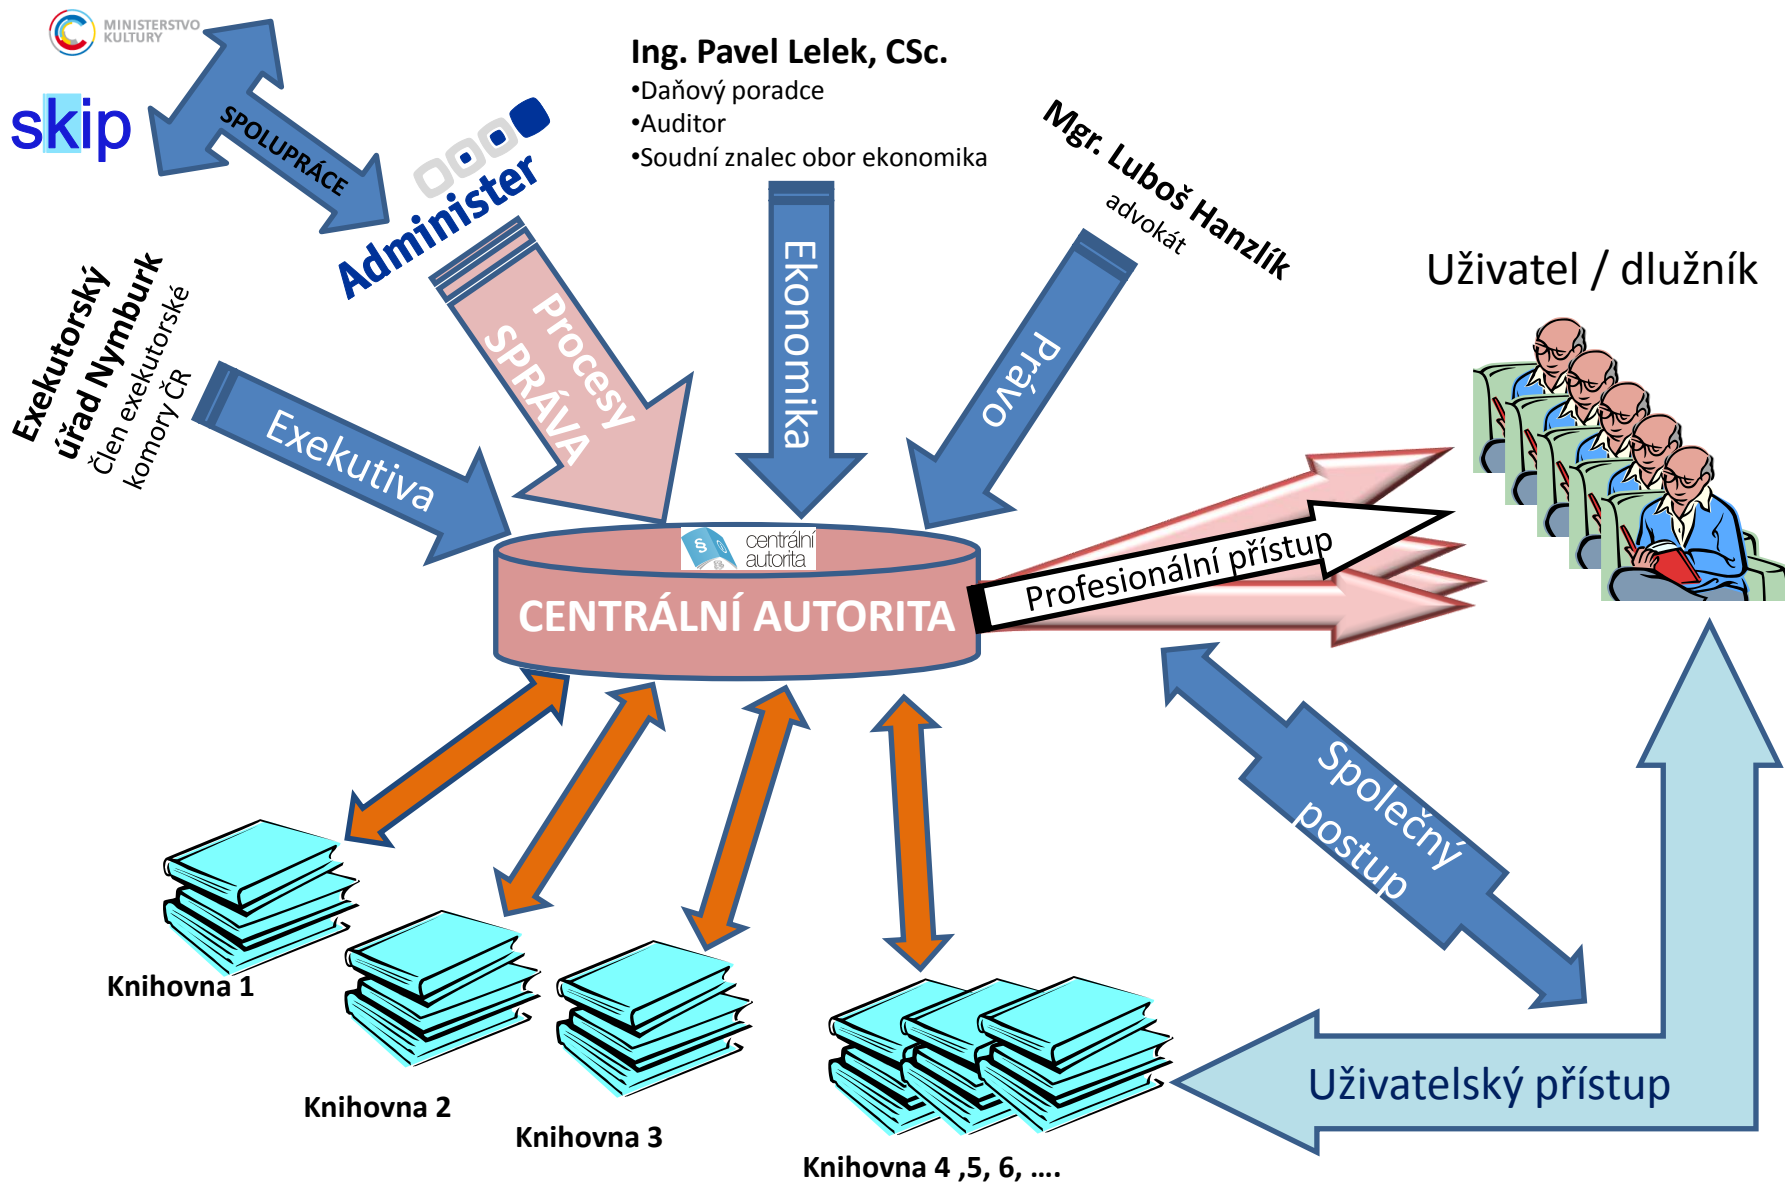 MINISTERSTVO
KULTURY
skip
SPOLUPRÁCE
Administer
Ing. Pavel Lelek, CSc.
•Daňový poradce
•Auditor
•Soudní znalec obor ekonomika
Mgr. Luboš Hanzlík
advokát
Exekutorský
úřad Nymburk
Člen exekutorské
komory ČR
Exekutiva
Procesy
SPRÁVA
Ekonomika
Právo
Uživatel / dlužník
§
centrální
autorita
CENTRÁLNÍ AUTORITA
Profesionální přístup
Společný
postup
Uživatelský přístup
Knihovna 1
Knihovna 2
Knihovna 3
Knihovna 4 ,5, 6, ....